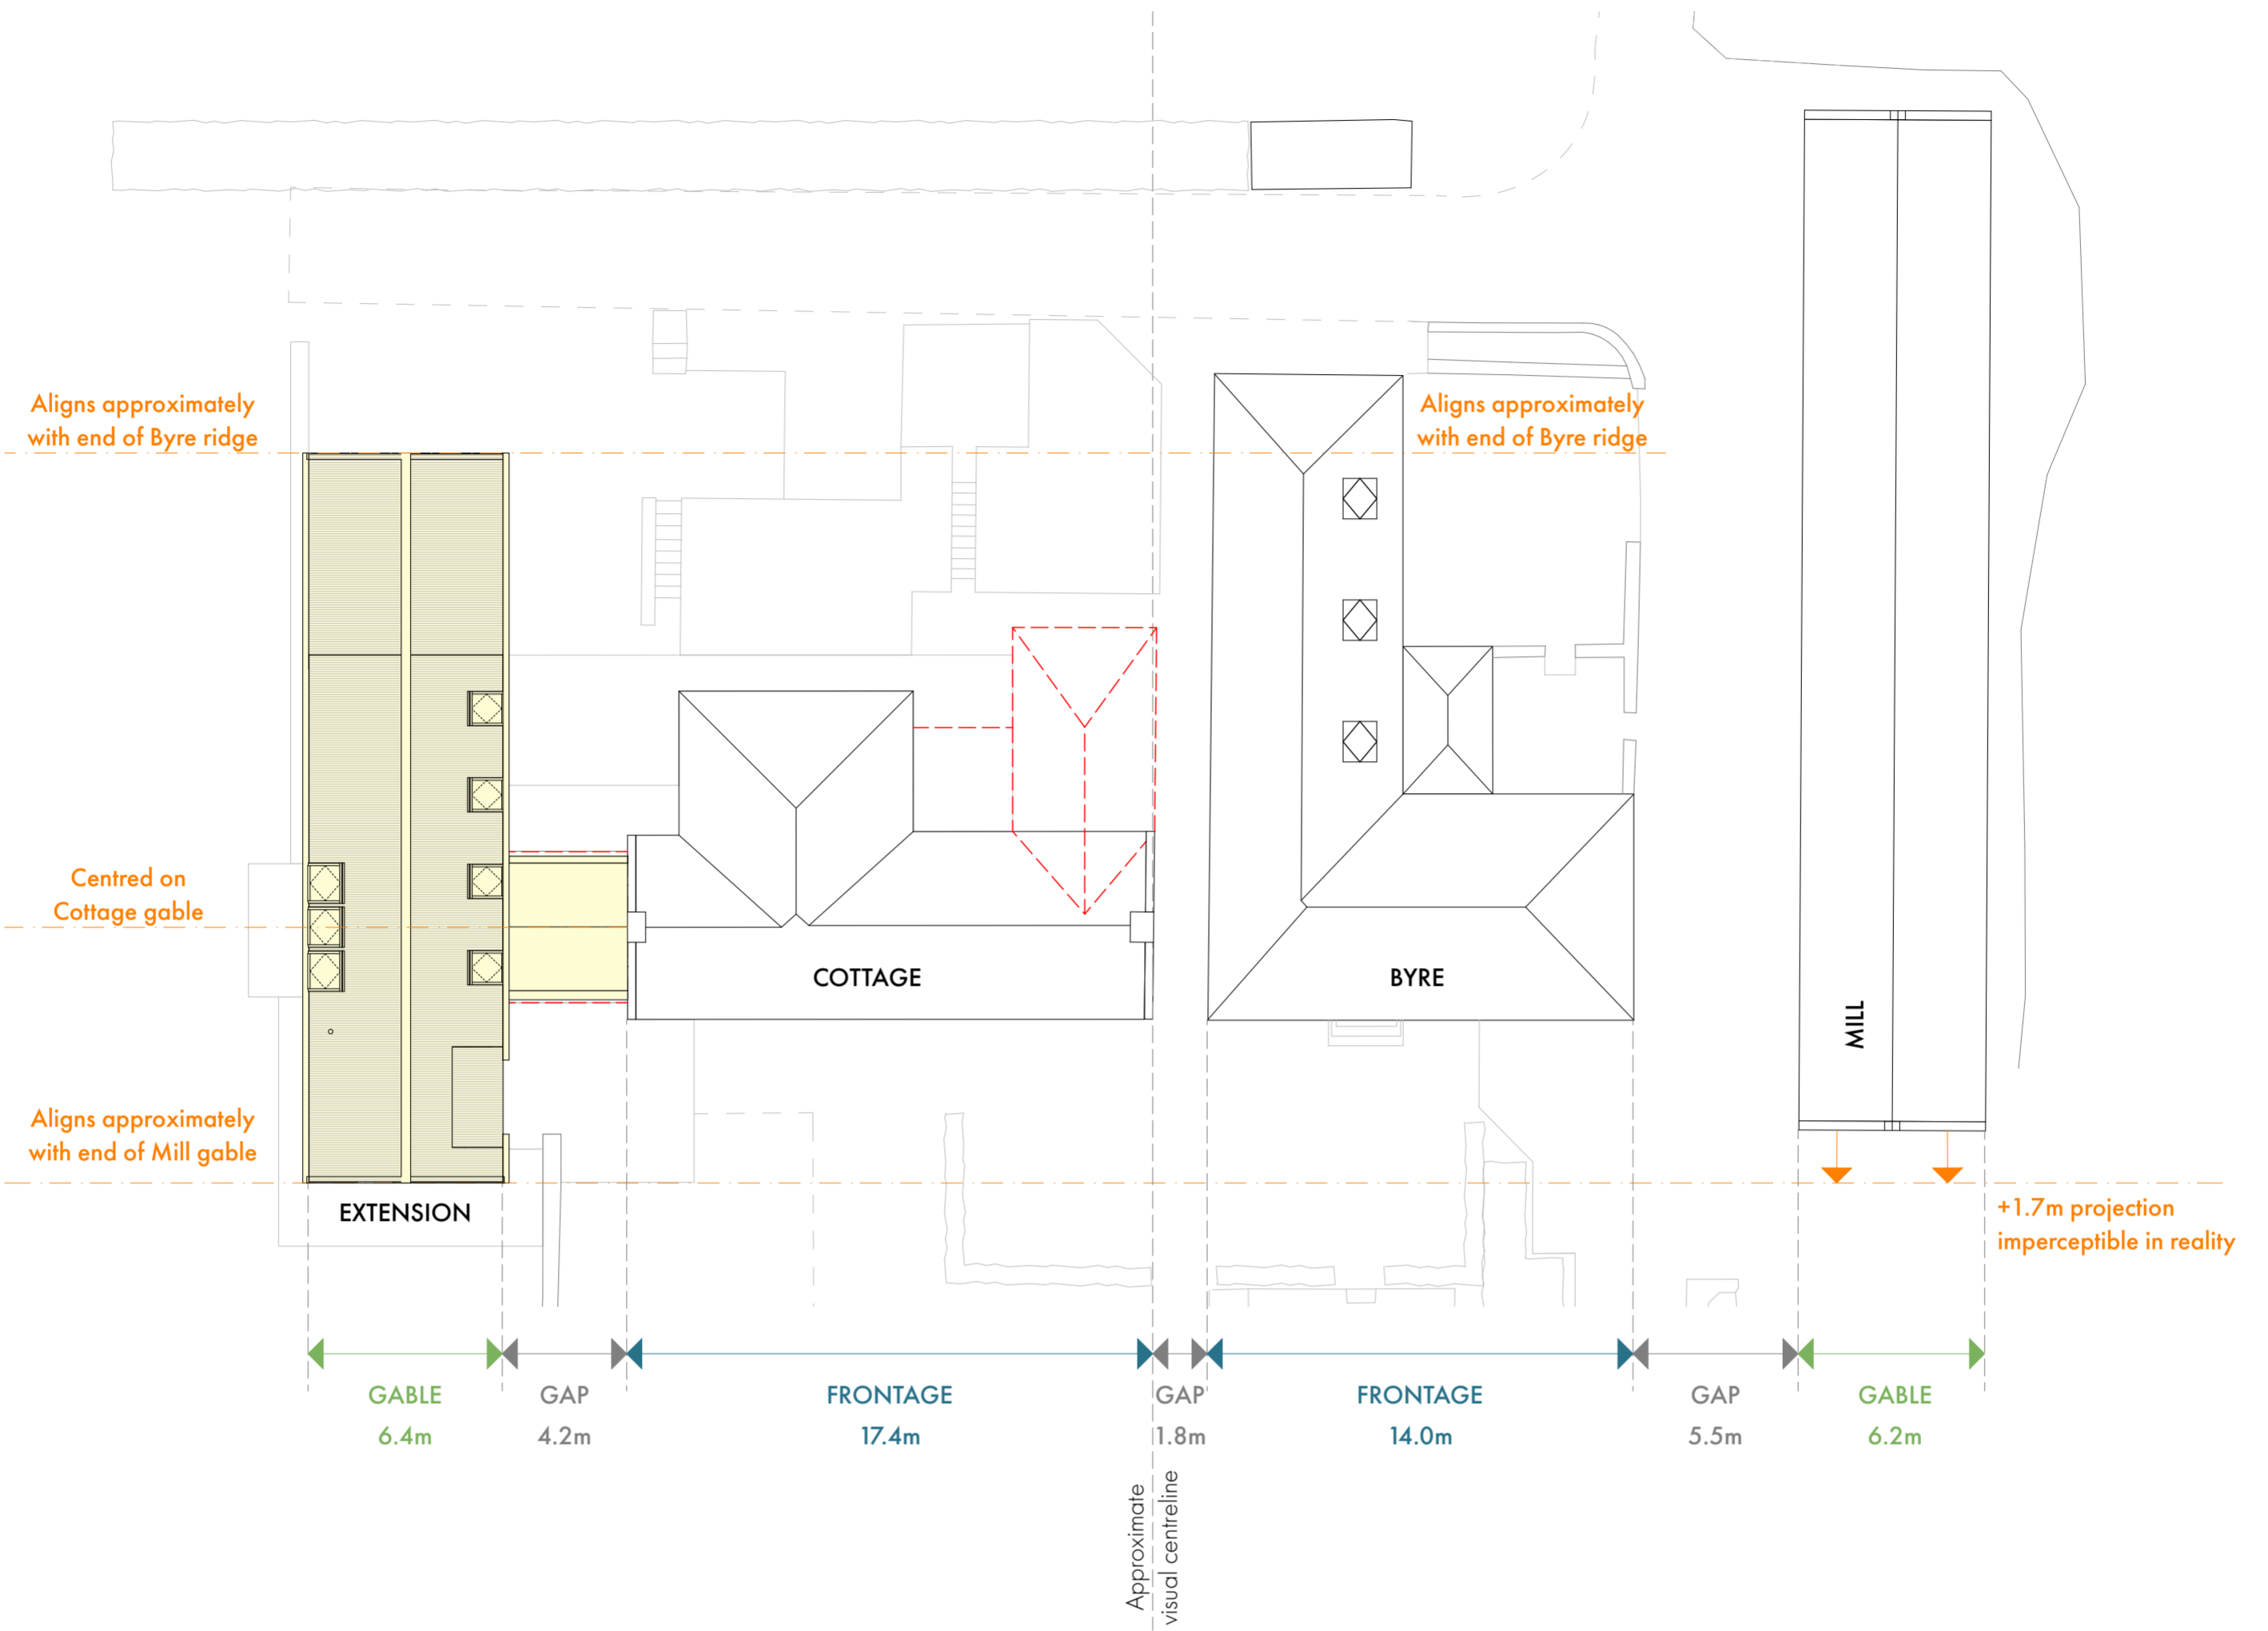 Aligns approximately
with end of Byre ridge
Aligns approximately
with end of Byre ridge
Centred on
Cottage gable
COTTAGE
BYRE
MILL
Aligns approximately
with end of Mill gable
EXTENSION
+1.7m projection
imperceptible in reality
GABLE
6.4m
GAP
4.2m
FRONTAGE
17.4m
GAP
1.8m
FRONTAGE
14.0m
GAP
5.5m
GABLE
6.2m
Approximate
visual centreline